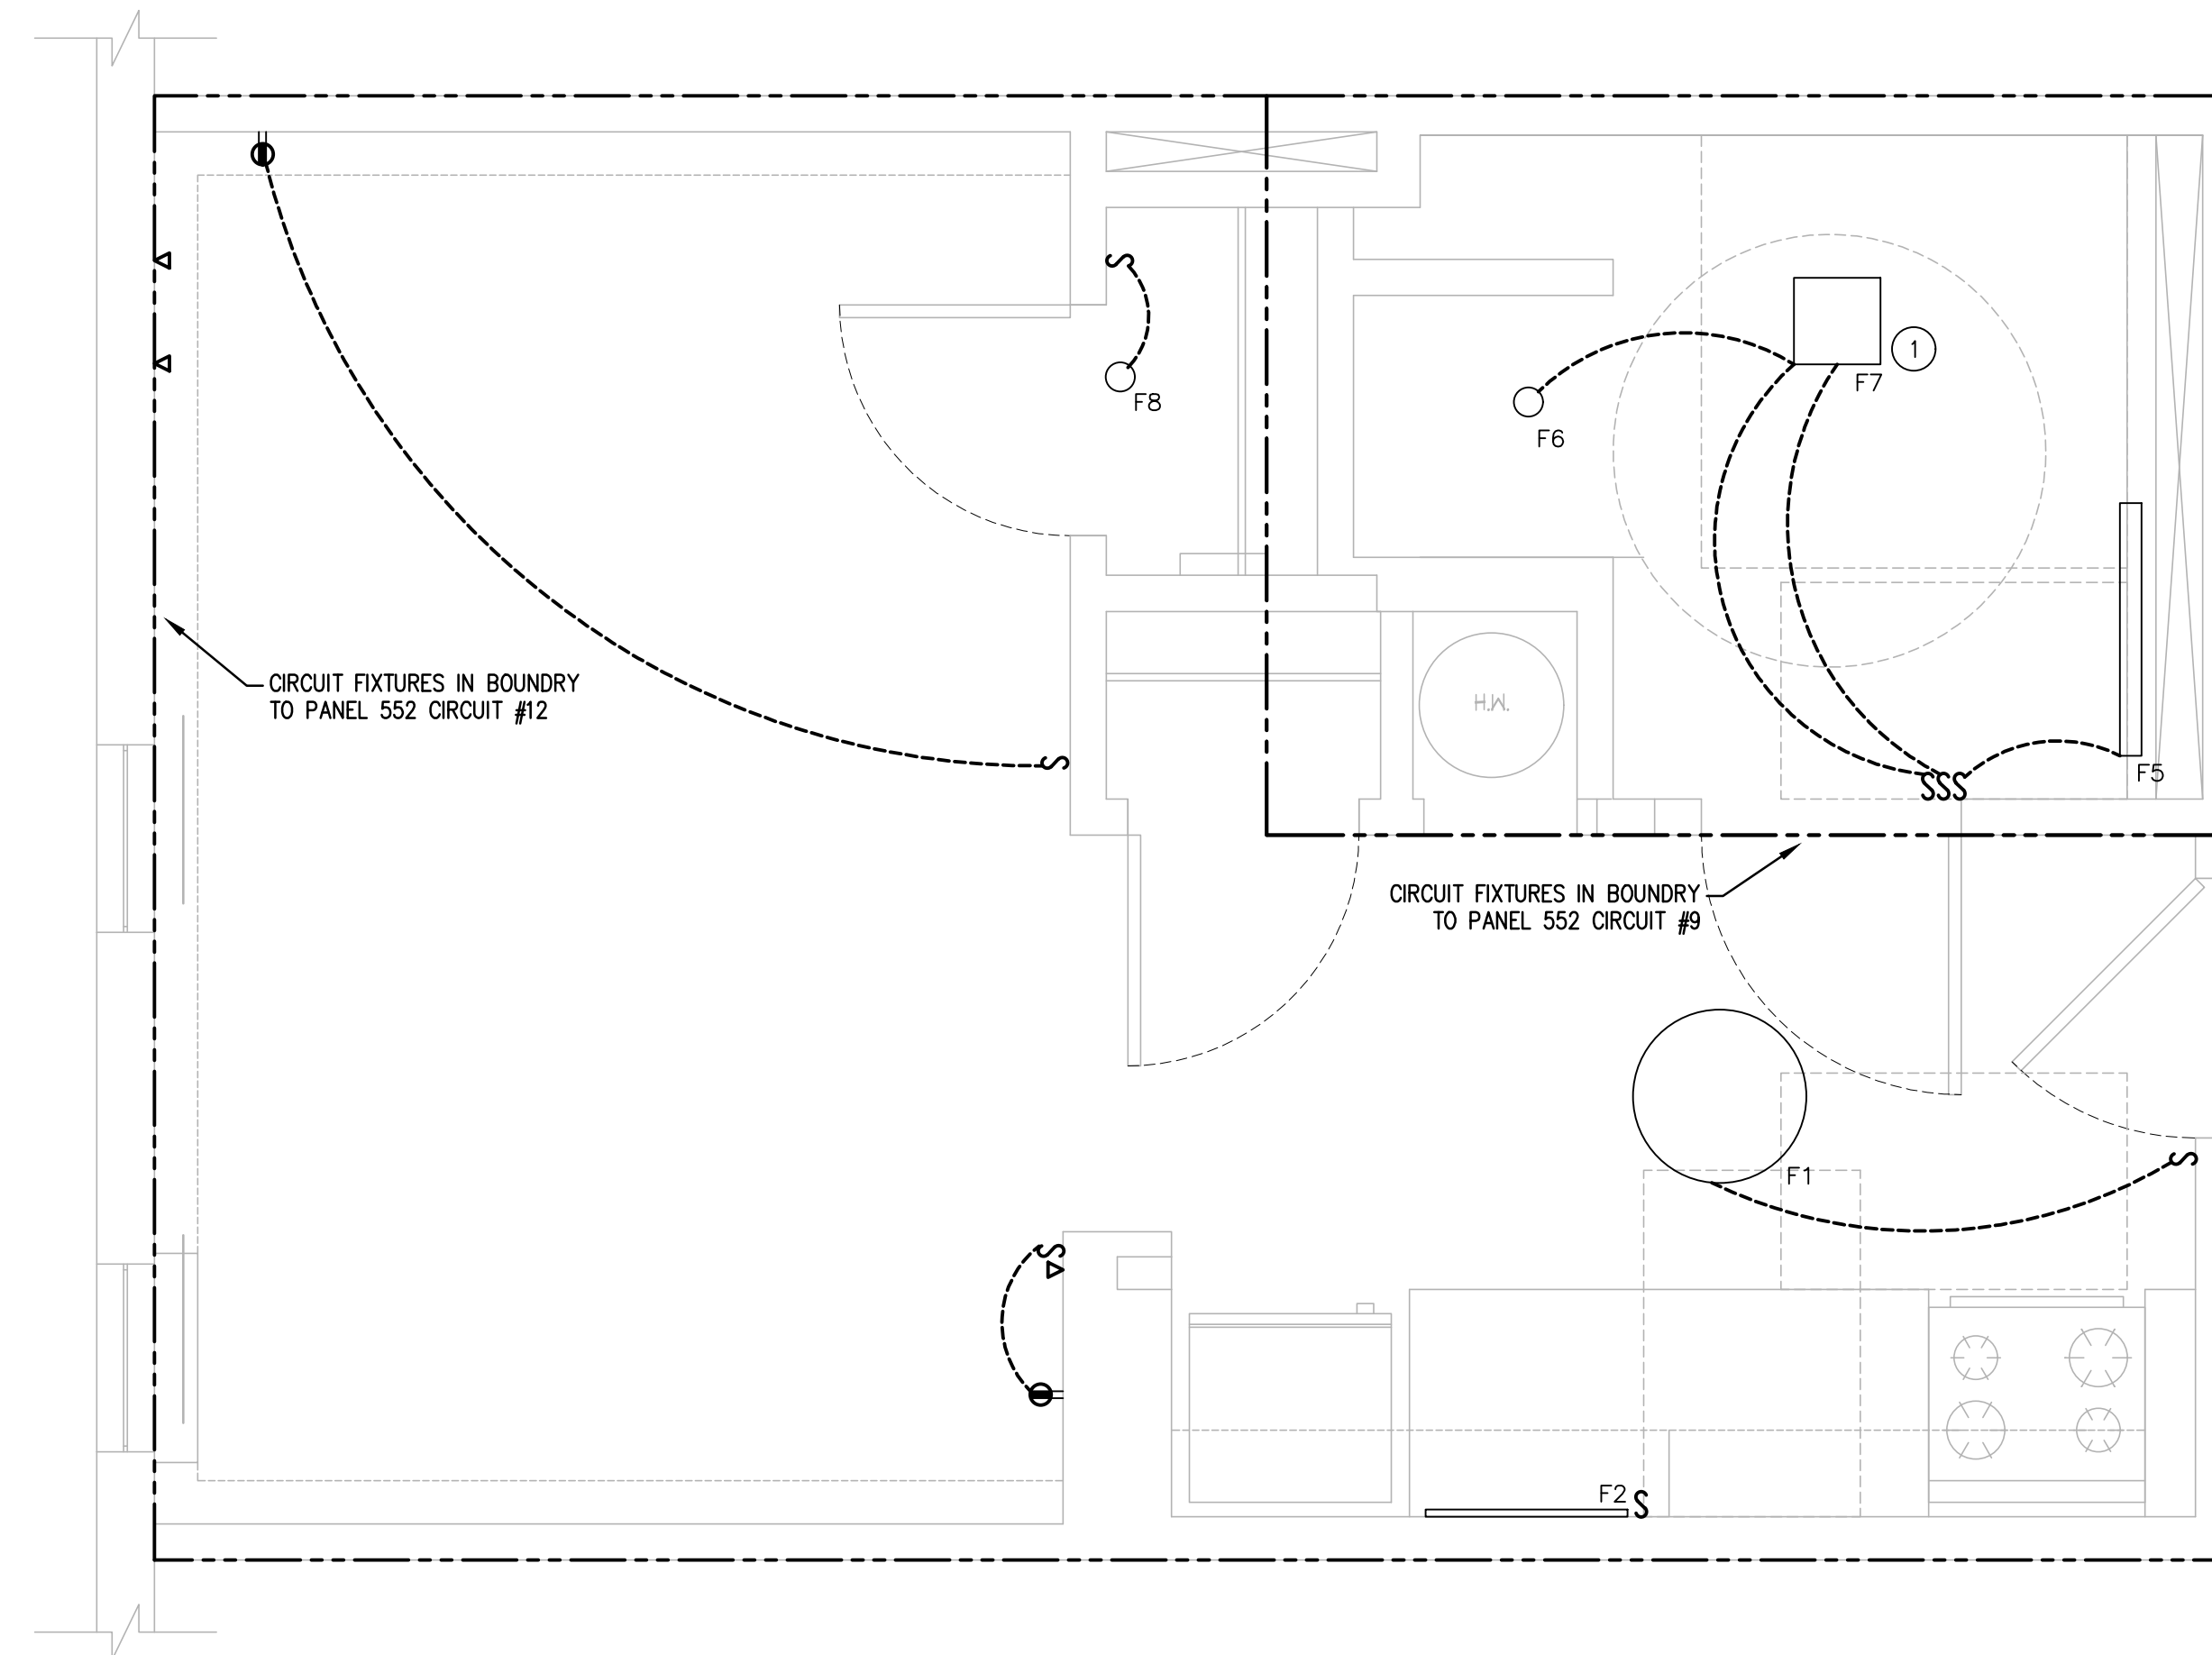 F8
1
F7
F6
CIRCUIT FIXTURES IN BOUNDRY
TO PANEL 552 CIRCUIT #12
H.W.
F5
CIRCUIT FIXTURES IN BOUNDRY
TO PANEL 552 CIRCUIT #9
F1
F2